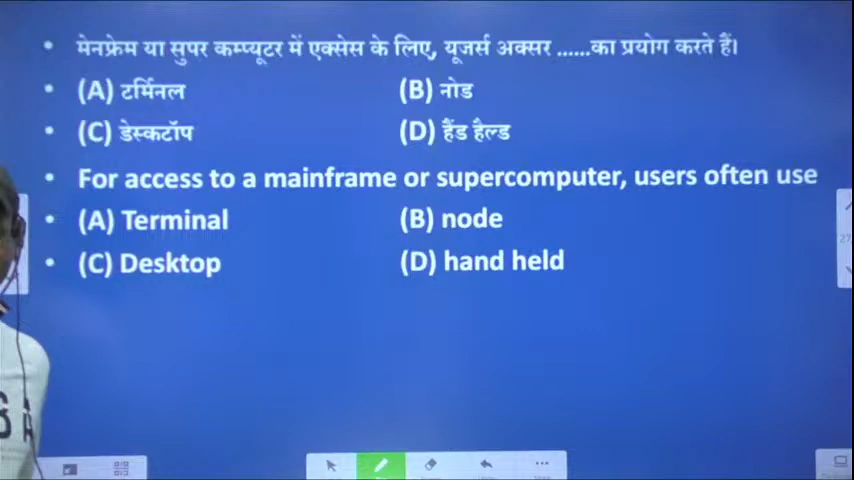 • मेनफ्रेम या सुपर कम्प्यूटर में एक्सेस के लिए, यूजर्स अक्सर ......का प्रयोग करते हैं।
• (A) टर्मिनल (B) नोड
• (C) डेस्कटॉप (D) हैंड हैल्ड
• For access to a mainframe or supercomputer, users often use
• (A) Terminal (B) node
• (C) Desktop (D) hand held